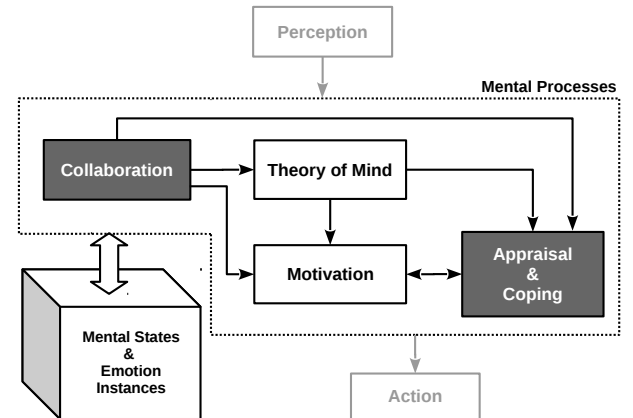 Perception
Mental Processes
Collaboration
Theory of Mind
Motivation
Appraisal
&
Coping
Mental States
&
Emotion
Instances
Action